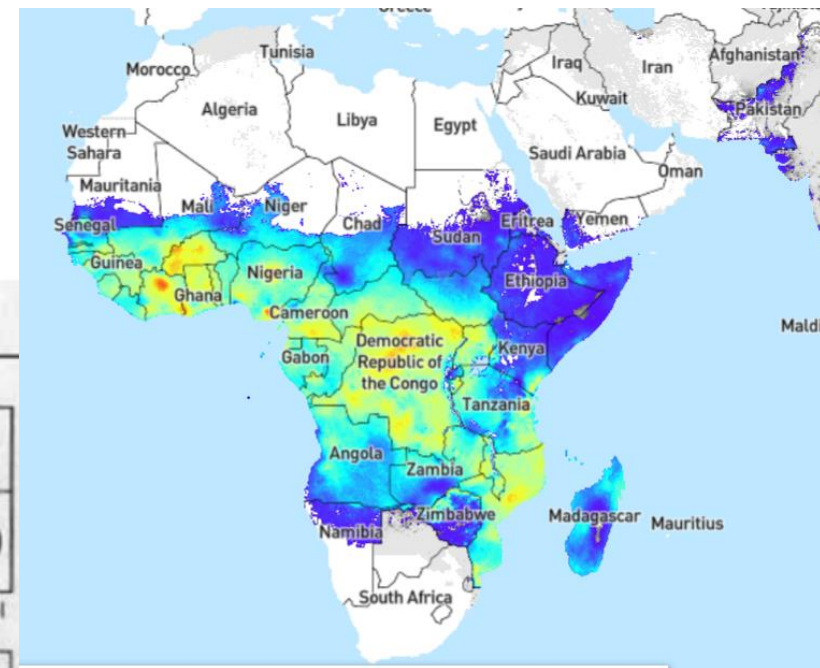 Greece
Tunisia
Morocco
Afghanistan
Iraq
Iran
Algeria
Libya
Egypt
Kuwait
Pakistan
Western
Sahara
Saudi Arabia
Oman
Mauritania
Mali
Niger
Chad
Sudan
Eritrea
Yemen
Senegal
Guinea
Nigeria
Ghana
Ethiopia
Cameroon
Maldi
Gabon
Democratic
Republic of
the Congo
Kenya
Tanzania
Angola
Zambia
Zimbabwe
Madagascar
Mauritius
Namibia
South Africa